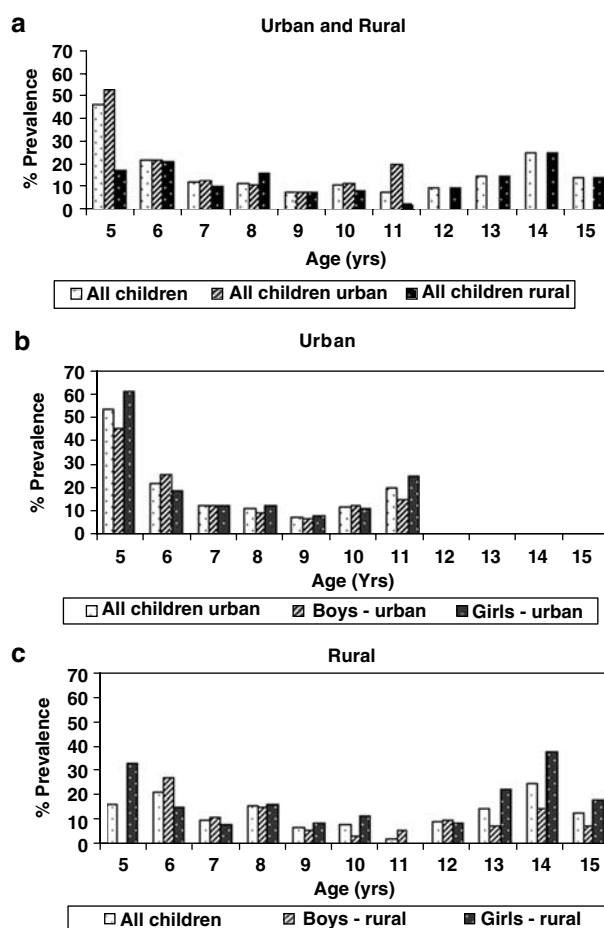 a
Urban and Rural
% Prevalence
70
60
50
40
30
20
10
0
5 6 7 8 9 10 11 12 13 14 15
Age (yrs)
All children All children urban All children rural
b
Urban
% Prevalence
70
60
50
40
30
20
10
0
5 6 7 8 9 10 11 12 13 14 15
Age (Yrs)
All children urban Boys - urban Girls - urban
c
Rural
% Prevalence
70
60
50
40
30
20
10
0
5 6 7 8 9 10 11 12 13 14 15
Age (yrs)
All children Boys - rural Girls - rural